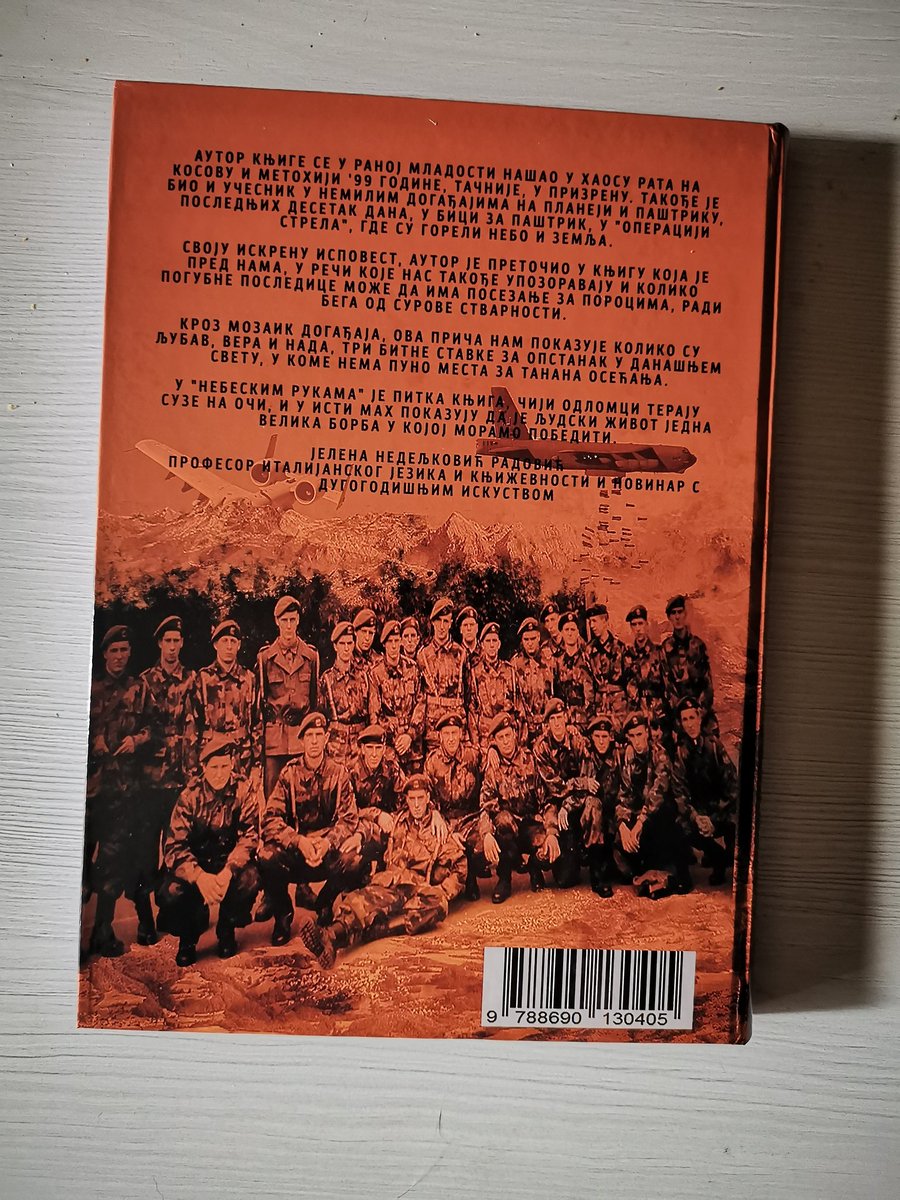 АУТОР КЊИГЕ СЕ У РАНОЈ МЛАДОСТИ НАШАО У ХАОСУ РАТА НА
КОСОВУ И МЕТОХИЈИ '99 ГОДИНЕ, ТАЧНИЈЕ, У ПРИЗРЕНУ. ТАКОЂЕ ЈЕ
БИО И УЧЕСНИК У НЕМИЛИМ ДОГАЂАЈИМА НА ПЛАНЕЈИ И ПАШТРИКУ,
ПОСЛЕДЊИХ ДЕСЕТАК ДАНА, У БИЦИ ЗА ПАШТРИК, У "ОПЕРАЦИЈИ
СТРЕЛА", ГДЕ СУ ГОРЕЛИ НЕБО И ЗЕМЉА.
СВОЈУ ИСКРЕНУ ИСПОВЕСТ, АУТОР ЈЕ ПРЕТОЧИО У КЊИГУ КОЈА ЈЕ
ПРЕД НАМА, У РЕЧИ КОЈЕ НАС ТАКОЂЕ УПОЗОРАВАЈУ И КОЛИКО
ПОГУБНЕ ПОСЛЕДИЦЕ МОЖЕ ДА ИМА ПОСЕЗАЊЕ ЗА ПОРОЦИМА, РАДИ
БЕГА ОД СУРОВЕ СТВАРНОСТИ.
КРОЗ МОЗАИК ДОГАЂАЈА, ОВА ПРИЧА НАМ ПОКАЗУЈЕ КОЛИКО СУ
ЉУБАВ, ВЕРА И НАДА, ТРИ БИТНЕ СТАВКЕ ЗА ОПСТАНАК У ДАНАШЊЕМ
СВЕТУ, У КОМЕ НЕМА ПУНО МЕСТА ЗА ТАНАНА ОСЕЋАЊА.
У "НЕБЕСКИМ РУКАМА" ЈЕ ПИТКА КЊИГА, ЧИЈИ ОДЛОМЦИ ТЕРАЈУ
СУЗЕ НА ОЧИ, И У ИСТИ МАХ ПОКАЗУЈУ ДА ЈЕ ЉУДСКИ ЖИВОТ ЈЕДНА
ВЕЛИКА БОРБА У КОЈОЈ МОРАМО ПОБЕДИТИ.
ЈЕЛЕНА НЕДЕЉКОВИЋ РАДОВИЋ
ПРОФЕСОР ИТАЛИЈАНСКОГ ЈЕЗИКА И КЊИЖЕВНОСТИ И НОВИНАР С
ДУГОГОДИШЊИМ ИСКУСТВОМ
9 788690 130405